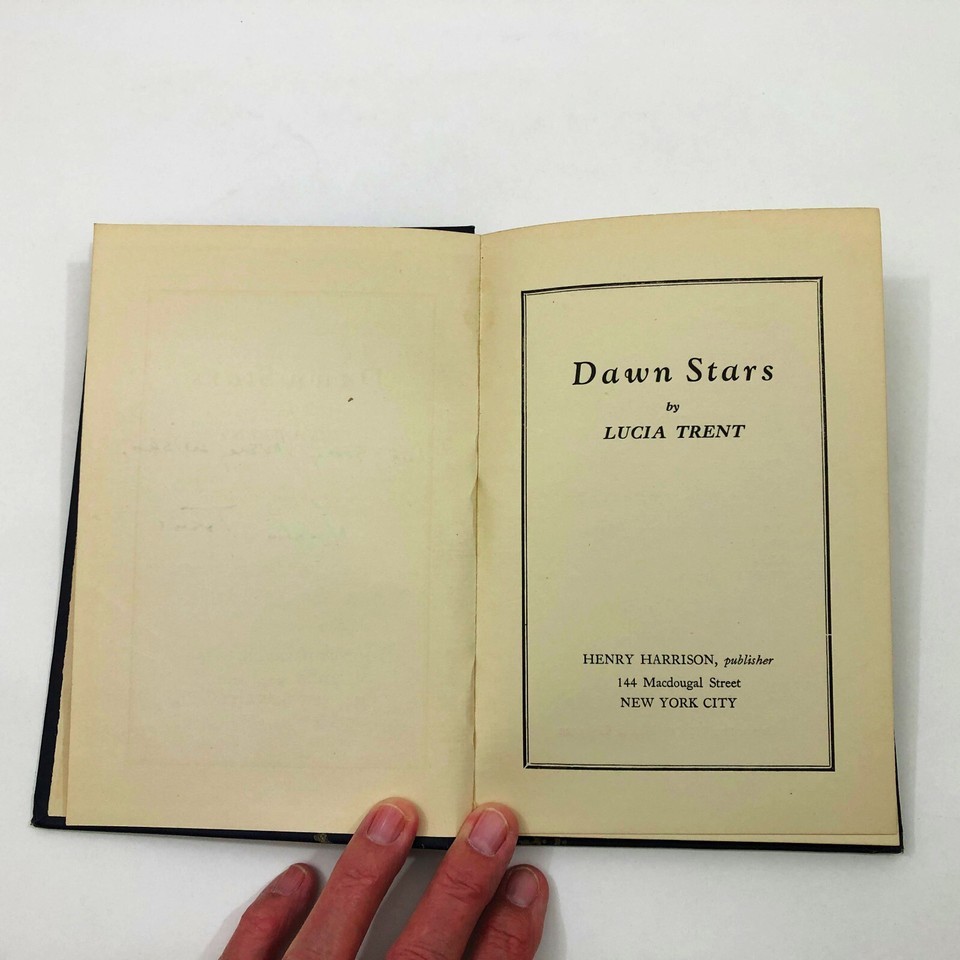 Dawn Stars
by
LUCIA TRENT
HENRY HARRISON, publisher
144 Macdougal Street
NEW YORK CITY